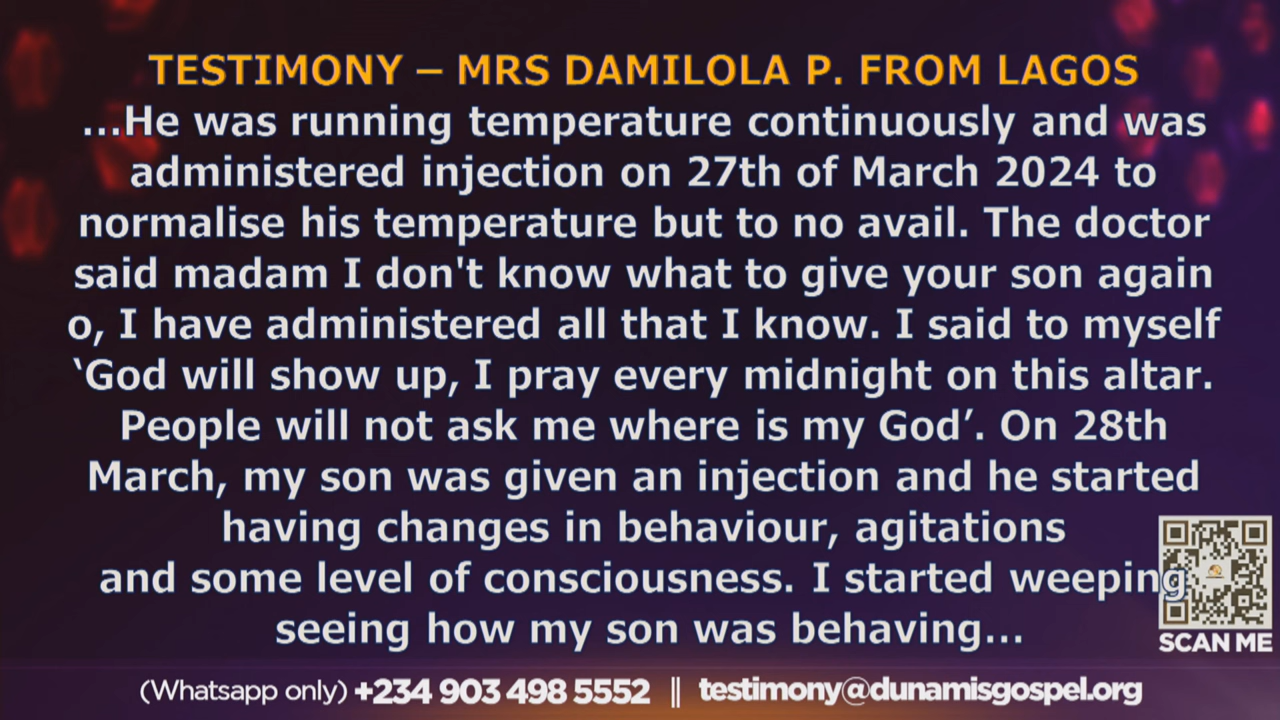 TESTIMONY – MRS DAMILOLA P. FROM LAGOS
...He was running temperature continuously and was
administered injection on 27th of March 2024 to
normalise his temperature but to no avail. The doctor
said madam I don't know what to give your son again
o, I have administered all that I know. I said to myself
‘God will show up, I pray every midnight on this altar.
People will not ask me where is my God’. On 28th
March, my son was given an injection and he started
having changes in behaviour, agitations
and some level of consciousness. I started weeping
seeing how my son was behaving...
SCAN ME
(Whatsapp only) +234 903 498 5552 || testimony@dunamisgospel.org